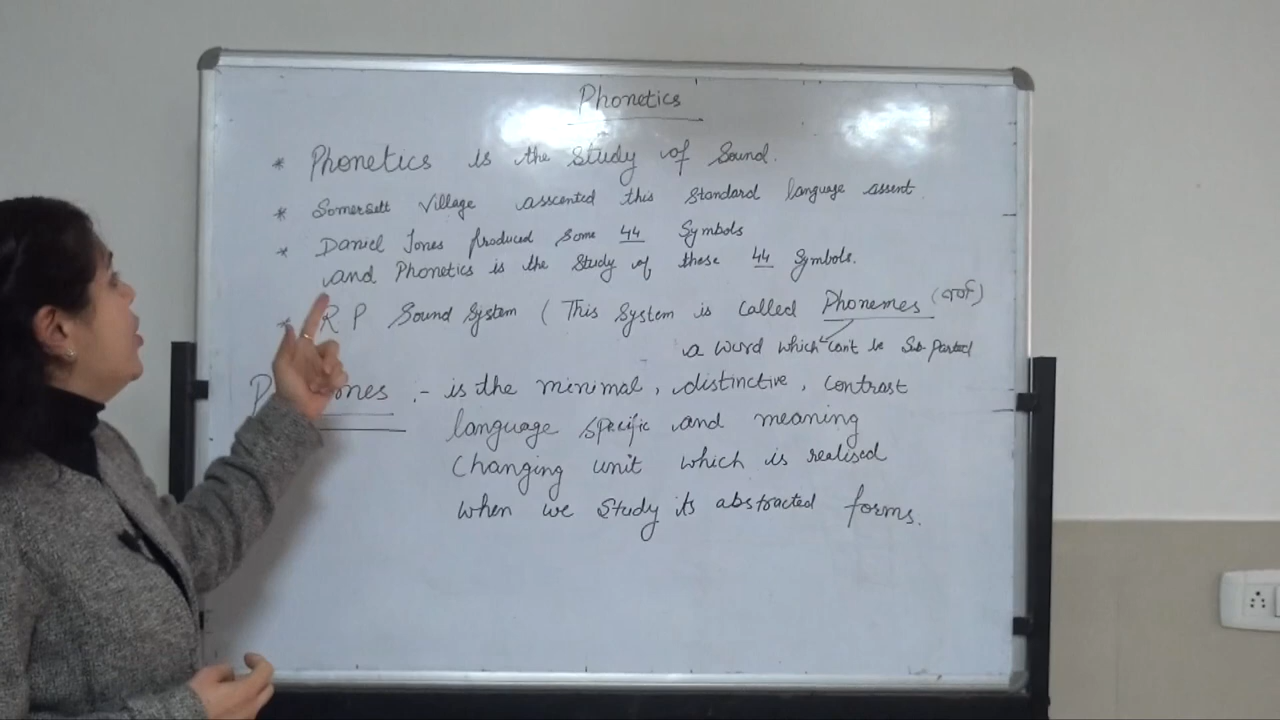 Phonetics
* Phonetics is the study of Sound.
* Somersett Village asscented this Standard language assent.
* Daniel Jones produced Some 44 Symbols
and Phonetics is the study of these 44 Symbols.
* R P Sound System ( This System is Called Phonemes (वर्ण)
a word which can't be Sub Parted
:- is the minimal, distinctive, Contrast
language specific and meaning
Changing unit which is realised
when we study its abstracted forms.